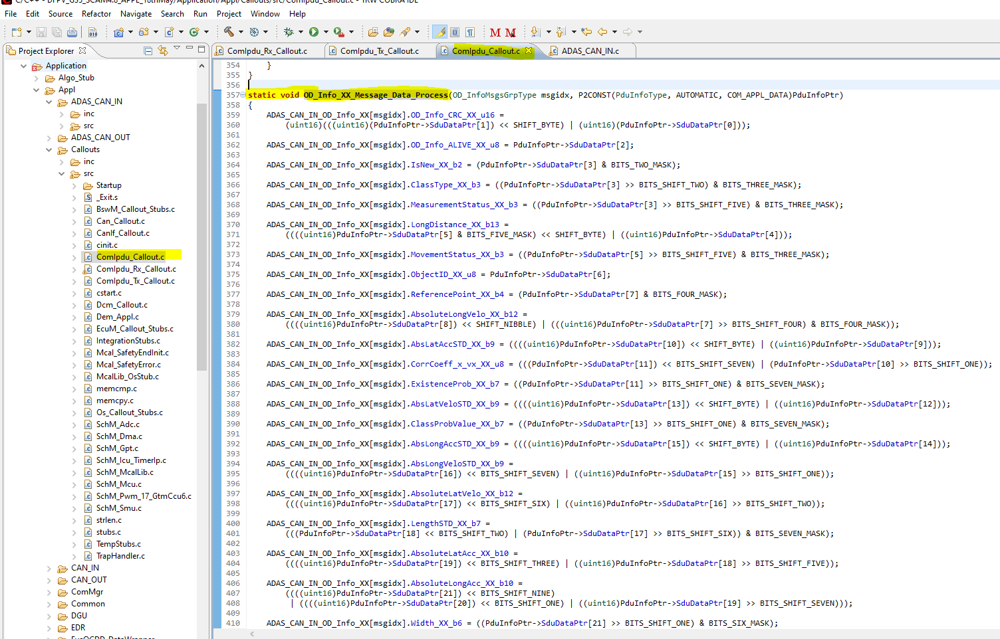 C/C++ - DFPV_G3J_SCAM4.8_APPL_18thMay/Application/Appl/Callouts/src/ComIpdu_Callout.c - TRW COBRA IDE
File Edit Source Refactor Navigate Search Run Project Window Help
Project Explorer
ComIpdu_Rx_Callout.c ComIpdu_Tx_Callout.c ComIpdu_Callout.c ADAS_CAN_IN.c
Application
Algo_Stub
Appl
ADAS_CAN_IN
inc
src
ADAS_CAN_OUT
Callouts
inc
src
Startup
_Exit.s
BswM_Callout_Stubs.c
Can_Callout.c
CanIf_Callout.c
cinit.c
ComIpdu_Callout.c
ComIpdu_Rx_Callout.c
ComIpdu_Tx_Callout.c
cstart.c
Dcm_Callout.c
Dem_Appl.c
EcuM_Callout_Stubs.c
IntegrationStubs.c
Mcal_SafetyEndInit.c
Mcal_SafetyError.c
McalLib_OsStub.c
memcmp.c
memcpy.c
Os_Callout_Stubs.c
SchM_Adc.c
SchM_Dma.c
SchM_Gpt.c
SchM_Icu_TimerIp.c
SchM_McalLib.c
SchM_Mcu.c
SchM_Pwm_17_GtmCcu6.c
SchM_Smu.c
strlen.c
stubs.c
TempStubs.c
TrapHandler.c
CAN_IN
CAN_OUT
ComMgr
Common
DGU
EDR
354 }
355 }
356
357 static void OD_Info_XX_Message_Data_Process(OD_InfoMsgsGrpType msgidx, P2CONST(PduInfoType, AUTOMATIC, COM_APPL_DATA)PduInfoPtr)
358 {
359 ADAS_CAN_IN_OD_Info_XX[msgidx].OD_Info_CRC_XX_u16 =
360 (uint16)(((uint16)(PduInfoPtr->SduDataPtr[1]) << SHIFT_BYTE) | (uint16)(PduInfoPtr->SduDataPtr[0]));
361
362 ADAS_CAN_IN_OD_Info_XX[msgidx].OD_Info_ALIVE_XX_u8 = PduInfoPtr->SduDataPtr[2];
363
364 ADAS_CAN_IN_OD_Info_XX[msgidx].IsNew_XX_b2 = (PduInfoPtr->SduDataPtr[3] & BITS_TWO_MASK);
365
366 ADAS_CAN_IN_OD_Info_XX[msgidx].ClassType_XX_b3 = ((PduInfoPtr->SduDataPtr[3] >> BITS_SHIFT_TWO) & BITS_THREE_MASK);
367
368 ADAS_CAN_IN_OD_Info_XX[msgidx].MeasurementStatus_XX_b3 = ((PduInfoPtr->SduDataPtr[3] >> BITS_SHIFT_FIVE) & BITS_THREE_MASK);
369
370 ADAS_CAN_IN_OD_Info_XX[msgidx].LongDistance_XX_b13 =
371 ((((uint16)PduInfoPtr->SduDataPtr[5] & BITS_FIVE_MASK) << SHIFT_BYTE) | ((uint16)PduInfoPtr->SduDataPtr[4]));
372
373 ADAS_CAN_IN_OD_Info_XX[msgidx].MovementStatus_XX_b3 = ((PduInfoPtr->SduDataPtr[5] >> BITS_SHIFT_FIVE) & BITS_THREE_MASK);
374
375 ADAS_CAN_IN_OD_Info_XX[msgidx].ObjectID_XX_u8 = PduInfoPtr->SduDataPtr[6];
376
377 ADAS_CAN_IN_OD_Info_XX[msgidx].ReferencePoint_XX_b4 = (PduInfoPtr->SduDataPtr[7] & BITS_FOUR_MASK);
378
379 ADAS_CAN_IN_OD_Info_XX[msgidx].AbsoluteLongVelo_XX_b12 =
380 ((((uint16)PduInfoPtr->SduDataPtr[8]) << SHIFT_NIBBLE) | (((uint16)PduInfoPtr->SduDataPtr[7] >> BITS_SHIFT_FOUR) & BITS_FOUR_MASK));
381
382 ADAS_CAN_IN_OD_Info_XX[msgidx].AbsLatAccSTD_XX_b9 = ((((uint16)PduInfoPtr->SduDataPtr[10]) << SHIFT_BYTE) | ((uint16)PduInfoPtr->SduDataPtr[9]));
383
384 ADAS_CAN_IN_OD_Info_XX[msgidx].CorrCoeff_x_vx_XX_u8 = (((PduInfoPtr->SduDataPtr[11]) << BITS_SHIFT_SEVEN) | (PduInfoPtr->SduDataPtr[10] >> BITS_SHIFT_ONE));
385
386 ADAS_CAN_IN_OD_Info_XX[msgidx].ExistenceProb_XX_b7 = ((PduInfoPtr->SduDataPtr[11] >> BITS_SHIFT_ONE) & BITS_SEVEN_MASK);
387
388 ADAS_CAN_IN_OD_Info_XX[msgidx].AbsLatVeloSTD_XX_b9 = ((((uint16)PduInfoPtr->SduDataPtr[13]) << SHIFT_BYTE) | ((uint16)PduInfoPtr->SduDataPtr[12]));
389
390 ADAS_CAN_IN_OD_Info_XX[msgidx].ClassProbValue_XX_b7 = ((PduInfoPtr->SduDataPtr[13] >> BITS_SHIFT_ONE) & BITS_SEVEN_MASK);
391
392 ADAS_CAN_IN_OD_Info_XX[msgidx].AbsLongAccSTD_XX_b9 = ((((uint16)PduInfoPtr->SduDataPtr[15]) << SHIFT_BYTE) | ((uint16)PduInfoPtr->SduDataPtr[14]));
393
394 ADAS_CAN_IN_OD_Info_XX[msgidx].AbsLongVeloSTD_XX_b9 =
395 ((((uint16)PduInfoPtr->SduDataPtr[16]) << BITS_SHIFT_SEVEN) | ((uint16)PduInfoPtr->SduDataPtr[15] >> BITS_SHIFT_ONE));
396
397 ADAS_CAN_IN_OD_Info_XX[msgidx].AbsoluteLatVelo_XX_b12 =
398 ((((uint16)PduInfoPtr->SduDataPtr[17]) << BITS_SHIFT_SIX) | ((uint16)PduInfoPtr->SduDataPtr[16] >> BITS_SHIFT_TWO));
399
400 ADAS_CAN_IN_OD_Info_XX[msgidx].LengthSTD_XX_b7 =
401 (((PduInfoPtr->SduDataPtr[18] << BITS_SHIFT_TWO) | (PduInfoPtr->SduDataPtr[17] >> BITS_SHIFT_SIX)) & BITS_SEVEN_MASK);
402
403 ADAS_CAN_IN_OD_Info_XX[msgidx].AbsoluteLatAcc_XX_b10 =
404 ((((uint16)PduInfoPtr->SduDataPtr[19]) << BITS_SHIFT_THREE) | ((uint16)PduInfoPtr->SduDataPtr[18] >> BITS_SHIFT_FIVE));
405
406 ADAS_CAN_IN_OD_Info_XX[msgidx].AbsoluteLongAcc_XX_b10 =
407 ((((uint16)PduInfoPtr->SduDataPtr[21]) << BITS_SHIFT_NINE)
408 | ((((uint16)PduInfoPtr->SduDataPtr[20]) << BITS_SHIFT_ONE) | ((uint16)PduInfoPtr->SduDataPtr[19] >> BITS_SHIFT_SEVEN)));
409
410 ADAS_CAN_IN_OD_Info_XX[msgidx].Width_XX_b6 = ((PduInfoPtr->SduDataPtr[21] >> BITS_SHIFT_ONE) & BITS_SIX_MASK);